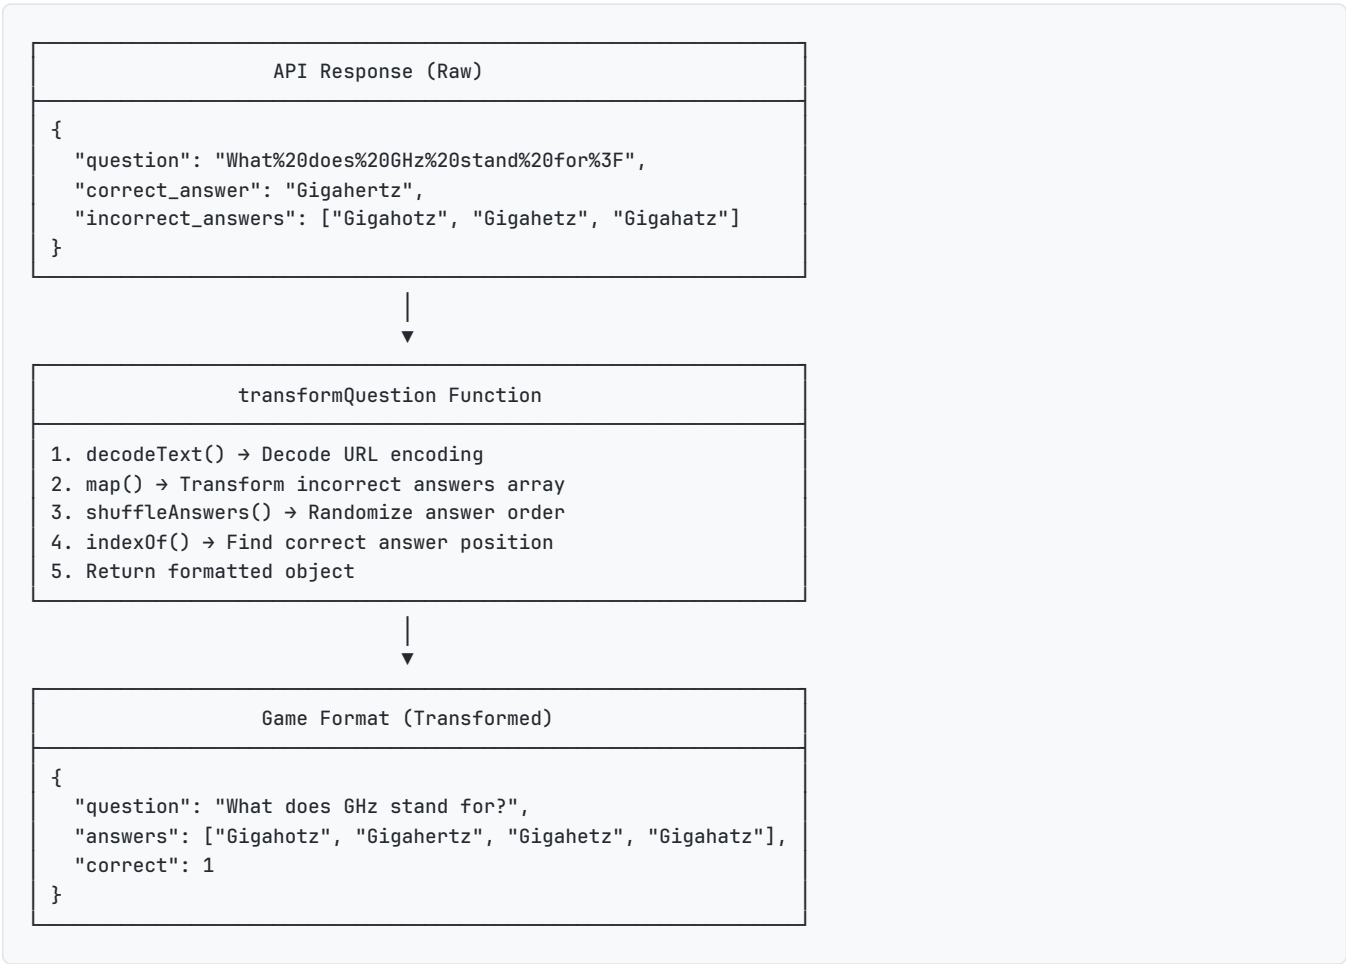 API Response (Raw)
{
"question": "What%20does%20GHz%20stand%20for%3F",
"correct_answer": "Gigahertz",
"incorrect_answers": ["Gigahotz", "Gigahetz", "Gigahatz"]
}
transformQuestion Function
1. decodeText() → Decode URL encoding
2. map() → Transform incorrect answers array
3. shuffleAnswers() → Randomize answer order
4. indexOf() → Find correct answer position
5. Return formatted object
Game Format (Transformed)
{
"question": "What does GHz stand for?",
"answers": ["Gigahotz", "Gigahertz", "Gigahetz", "Gigahatz"],
"correct": 1
}